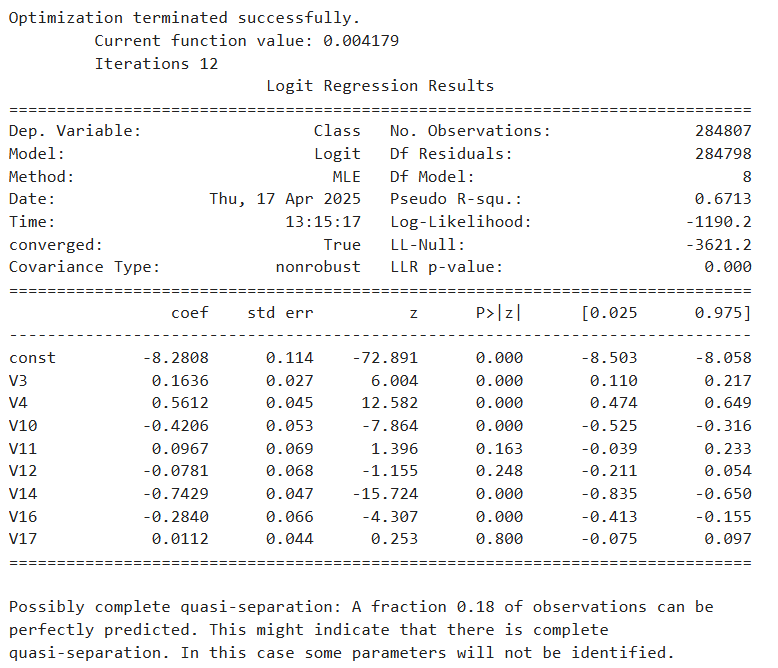 Optimization terminated successfully.
         Current function value: 0.004179
         Iterations 12
                           Logit Regression Results
==============================================================================
Dep. Variable:                  Class   No. Observations:               284807
Model:                          Logit   Df Residuals:                   284798
Method:                           MLE   Df Model:                            8
Date:                Thu, 17 Apr 2025   Pseudo R-squ.:                  0.6713
Time:                        13:15:17   Log-Likelihood:                -1190.2
converged:                       True   LL-Null:                       -3621.2
Covariance Type:            nonrobust   LLR p-value:                     0.000
==============================================================================
                 coef    std err          z      P>|z|      [0.025      0.975]
------------------------------------------------------------------------------
const         -8.2808      0.114    -72.891      0.000      -8.503      -8.058
V3             0.1636      0.027      6.004      0.000       0.110       0.217
V4             0.5612      0.045     12.582      0.000       0.474       0.649
V10           -0.4206      0.053     -7.864      0.000      -0.525      -0.316
V11            0.0967      0.069      1.396      0.163      -0.039       0.233
V12           -0.0781      0.068     -1.155      0.248      -0.211       0.054
V14           -0.7429      0.047    -15.724      0.000      -0.835      -0.650
V16           -0.2840      0.066     -4.307      0.000      -0.413      -0.155
V17            0.0112      0.044      0.253      0.800      -0.075       0.097
==============================================================================

Possibly complete quasi-separation: A fraction 0.18 of observations can be
perfectly predicted. This might indicate that there is complete
quasi-separation. In this case some parameters will not be identified.